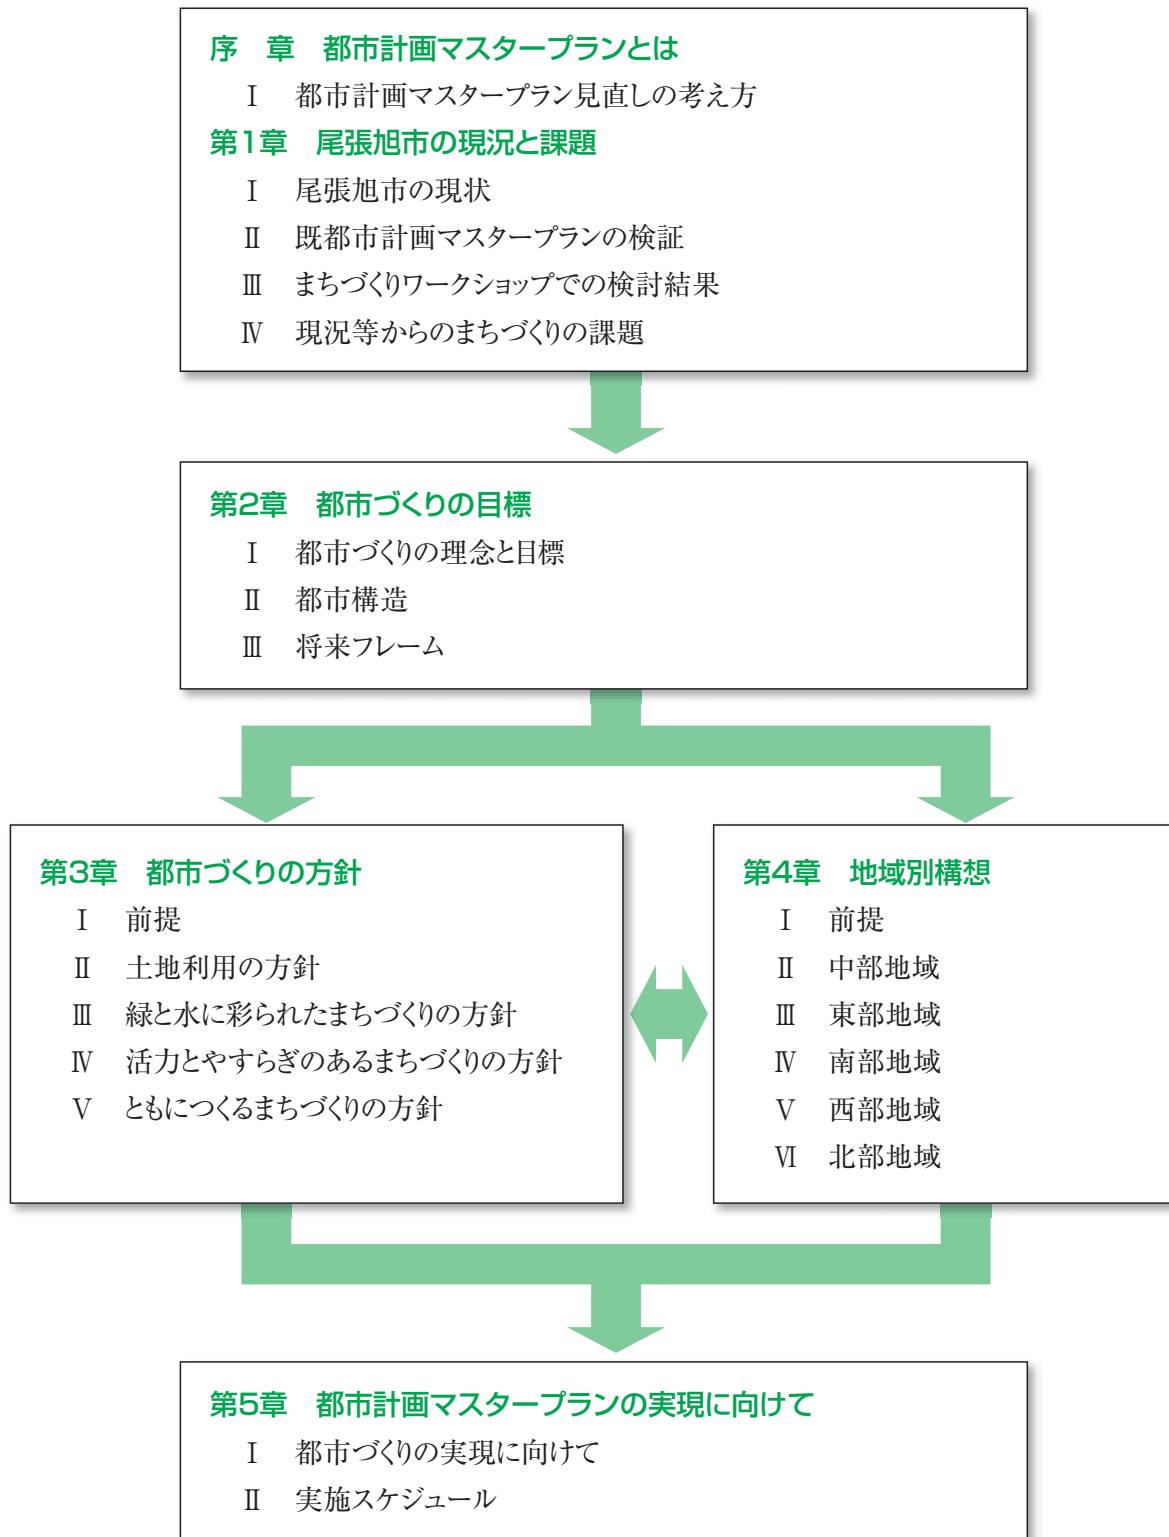 序　章　都市計画マスタープランとは
Ⅰ　都市計画マスタープラン見直しの考え方
第1章　尾張旭市の現況と課題
Ⅰ　尾張旭市の現状
Ⅱ　既都市計画マスタープランの検証
Ⅲ　まちづくりワークショップでの検討結果
Ⅳ　現況等からのまちづくりの課題
第2章　都市づくりの目標
Ⅰ　都市づくりの理念と目標
Ⅱ　都市構造
Ⅲ　将来フレーム
第3章　都市づくりの方針
Ⅰ　前提
Ⅱ　土地利用の方針
Ⅲ　緑と水に彩られたまちづくりの方針
Ⅳ　活力とやすらぎのあるまちづくりの方針
Ⅴ　ともにつくるまちづくりの方針
第4章　地域別構想
Ⅰ　前提
Ⅱ　中部地域
Ⅲ　東部地域
Ⅳ　南部地域
Ⅴ　西部地域
Ⅵ　北部地域
第5章　都市計画マスタープランの実現に向けて
Ⅰ　都市づくりの実現に向けて
Ⅱ　実施スケジュール